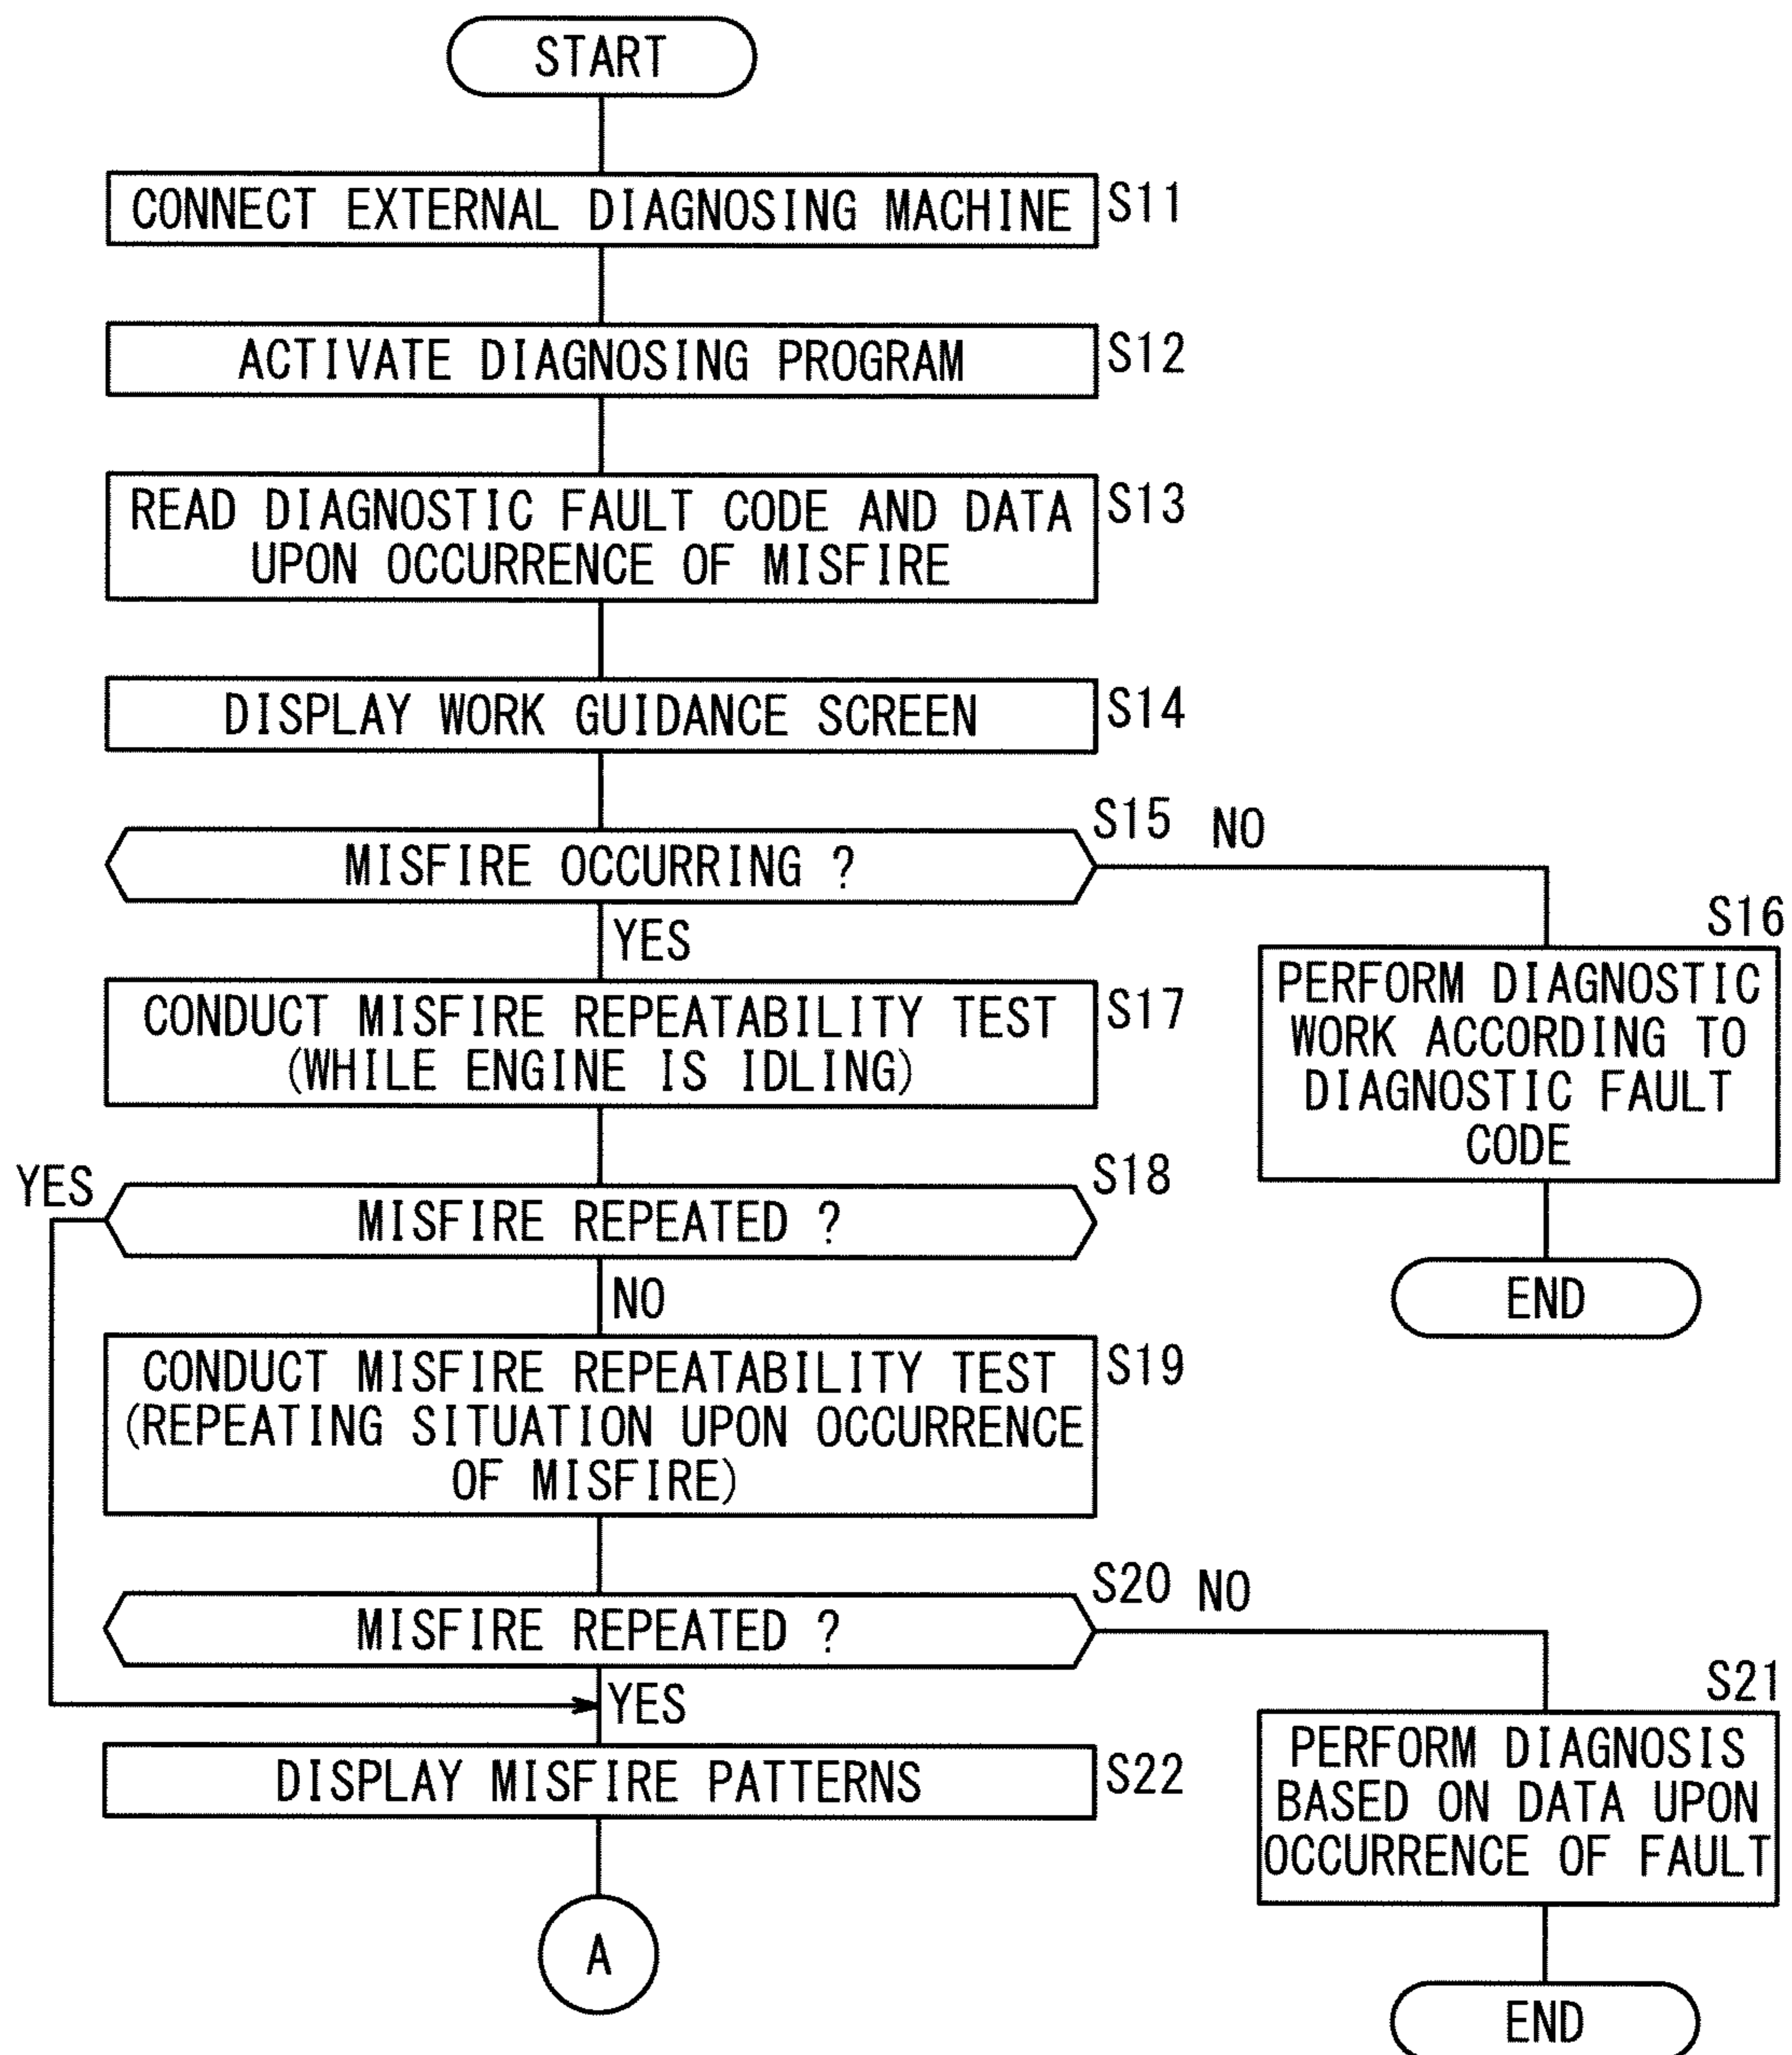 START
CONNECT EXTERNAL DIAGNOSING MACHINE
S11
ACTIVATE DIAGNOSING PROGRAM
S12
READ DIAGNOSTIC FAULT CODE AND DATA
UPON OCCURRENCE OF MISFIRE
S13
DISPLAY WORK GUIDANCE SCREEN
S14
MISFIRE OCCURRING ?
S15
NO
YES
S16
PERFORM DIAGNOSTIC
WORK ACCORDING TO
DIAGNOSTIC FAULT
CODE
END
CONDUCT MISFIRE REPEATABILITY TEST
(WHILE ENGINE IS IDLING)
S17
YES
MISFIRE REPEATED ?
S18
NO
CONDUCT MISFIRE REPEATABILITY TEST
(REPEATING SITUATION UPON OCCURRENCE
OF MISFIRE)
S19
MISFIRE REPEATED ?
S20
NO
YES
S21
PERFORM DIAGNOSIS
BASED ON DATA UPON
OCCURRENCE OF FAULT
END
DISPLAY MISFIRE PATTERNS
S22
A